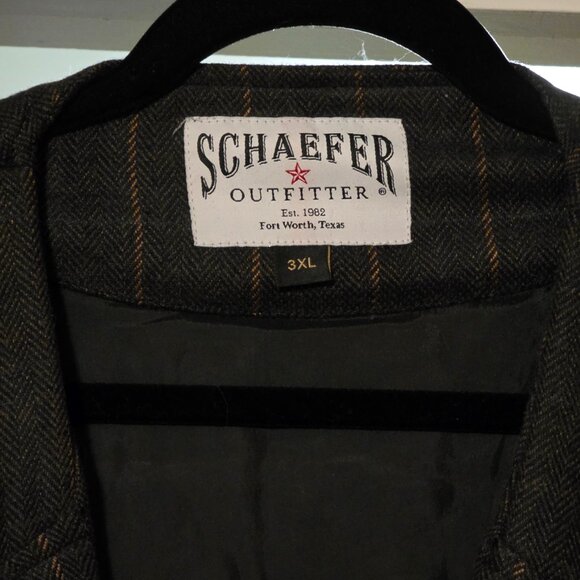 SCHAEFER
OUTFITTER ®
Est. 1982
Fort Worth, Texas
3XL